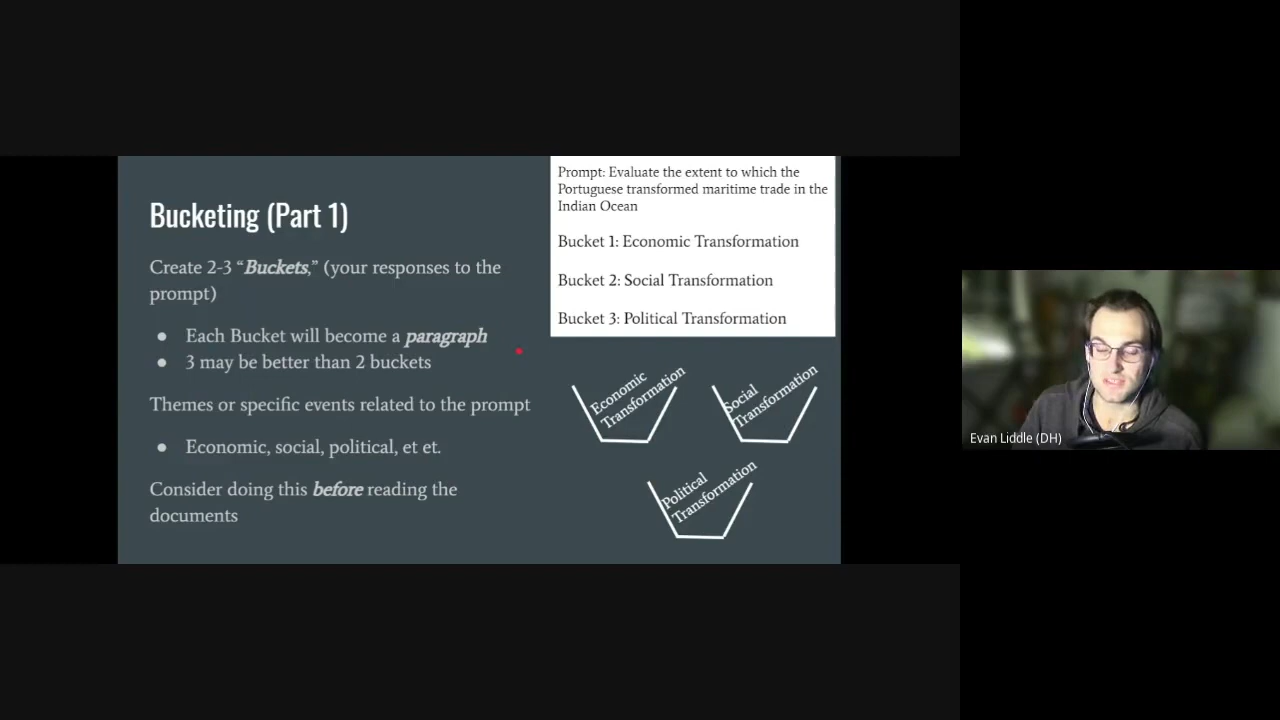 Bucketing (Part 1)
Create 2-3 “Buckets,” (your responses to the
prompt)
● Each Bucket will become a paragraph
● 3 may be better than 2 buckets
Themes or specific events related to the prompt
● Economic, social, political, et et.
Consider doing this before reading the
documents
Prompt: Evaluate the extent to which the
Portuguese transformed maritime trade in the
Indian Ocean
Bucket 1: Economic Transformation
Bucket 2: Social Transformation
Bucket 3: Political Transformation
Economic
Transformation
Social
Transformation
Political
Transformation
Evan Liddle (DH)